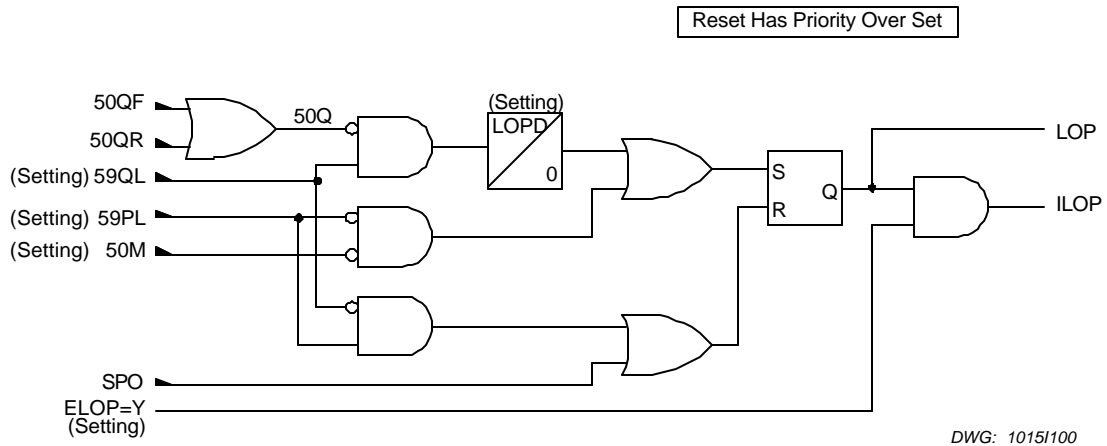 Reset Has Priority Over Set
50QF
50QR
50Q
(Setting)
LOPD
0
(Setting) 59QL
(Setting) 59PL
(Setting) 50M
S
R
Q
LOP
ILOP
SPO
ELOP=Y
(Setting)
DWG: 1015I100